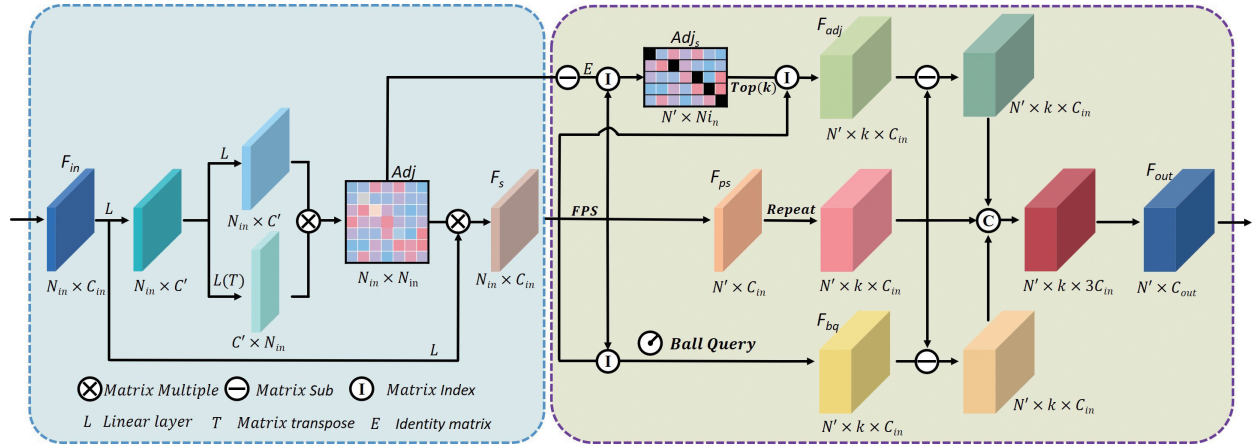 F_in
N_in × C_in
L
N_in × C′
L
N_in × C′
L(T)
C′ × N_in
Adj
N_in × N_in
L
F_s
N_in × C_in
Matrix Multiple
Matrix Sub
I Matrix Index
L Linear layer T Matrix transpose E Identity matrix
E
I
Adj_s
N′ × Ni_n
Top(k)
I
F_adj
N′ × k × C_in
N′ × k × C_in
FPS
F_ps
N′ × C_in
Repeat
N′ × k × C_in
C
N′ × k × 3C_in
F_out
N′ × C_out
I
Ball Query
F_bq
N′ × k × C_in
N′ × k × C_in